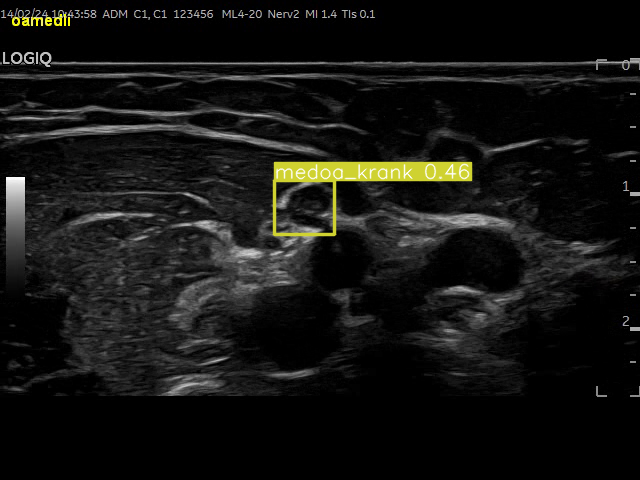 14/02/24 10:43:58 ADM C1, C1 123456 ML4-20 Nerv2 MI 1.4 TIs 0.1
oamedii
LOGIQ
0
medoa_krank 0.46
1
2